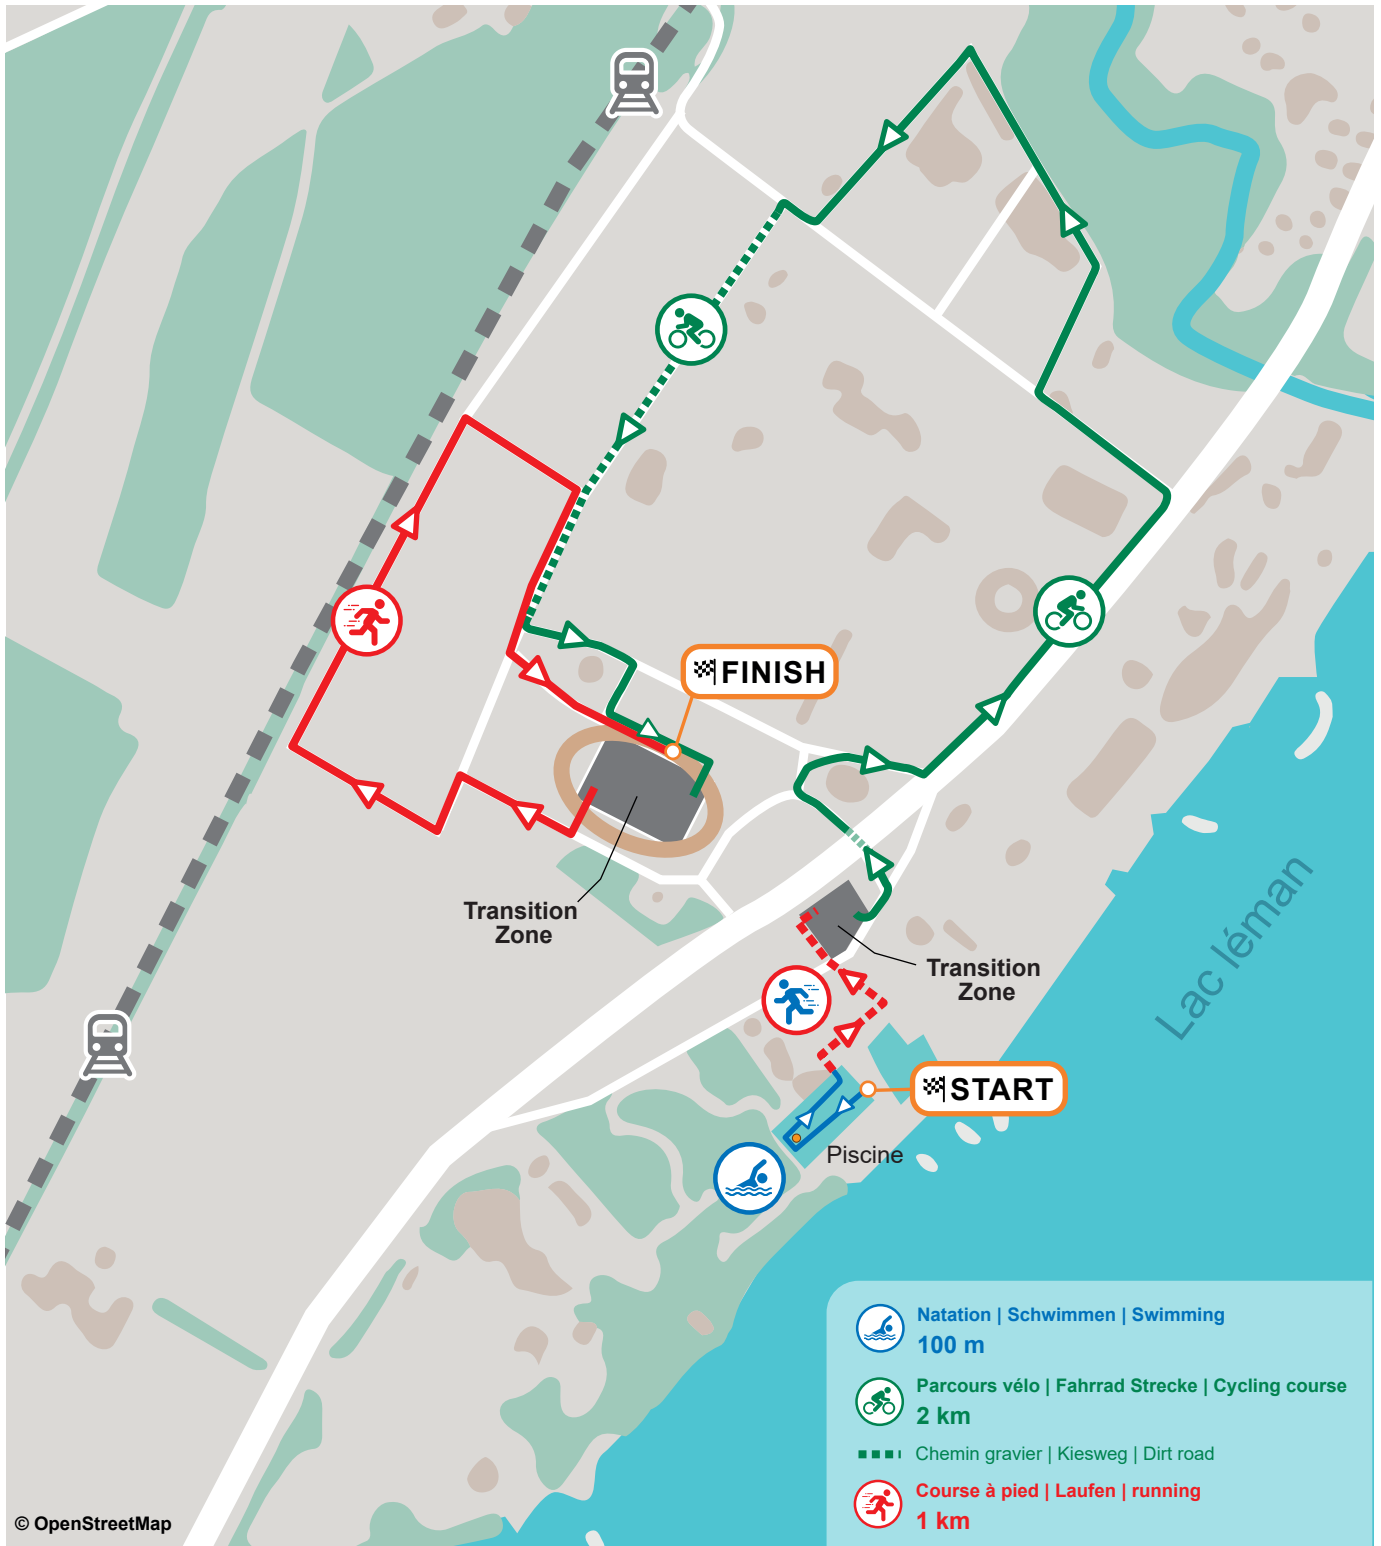 FINISH
Transition
Zone
Transition
Zone
Lac léman
START
Piscine
Natation | Schwimmen | Swimming
100 m
Parcours vélo | Fahrrad Strecke | Cycling course
2 km
Chemin gravier | Kiesweg | Dirt road
Course à pied | Laufen | running
1 km
© OpenStreetMap